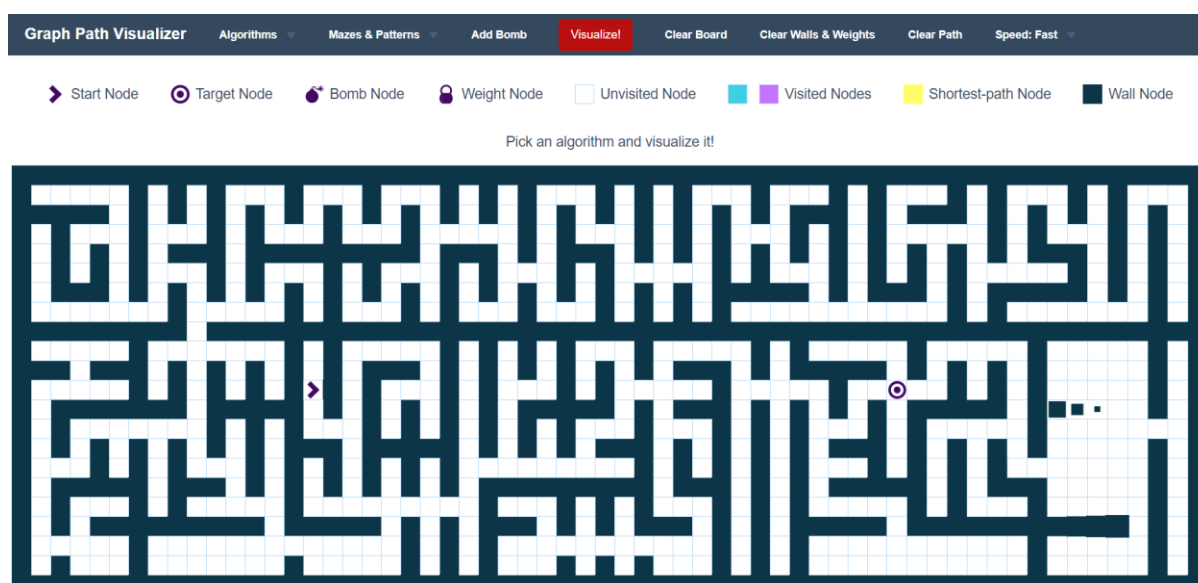 Graph Path Visualizer Algorithms Mazes & Patterns Add Bomb Visualize! Clear Board Clear Walls & Weights Clear Path Speed: Fast
Start Node Target Node Bomb Node Weight Node Unvisited Node Visited Nodes Shortest-path Node Wall Node
Pick an algorithm and visualize it!